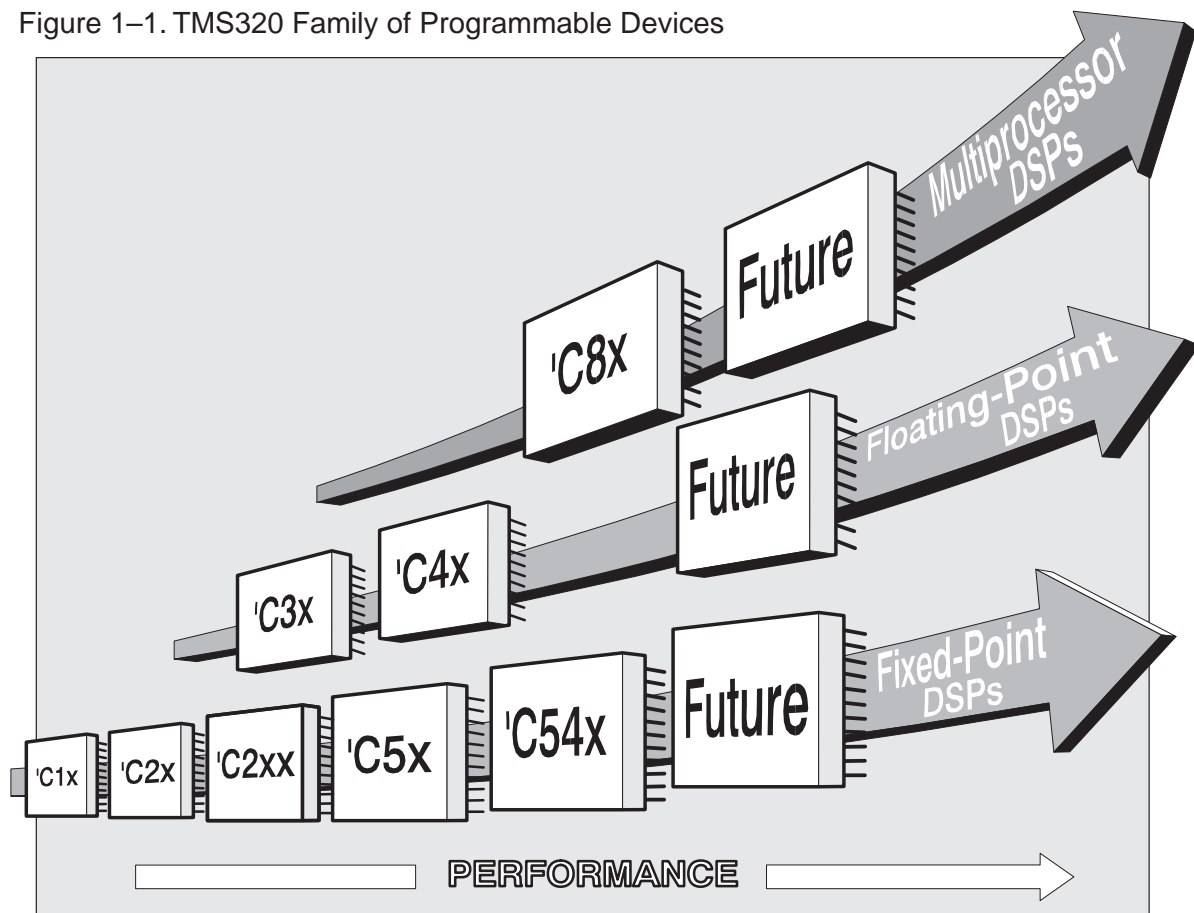 Figure 1–1. TMS320 Family of Programmable Devices
Multiprocessor
DSPs
Future
'C8x
Floating-Point
DSPs
Future
'C4x
'C3x
Fixed-Point
DSPs
Future
'C54x
'C5x
'C2xx
'C2x
'C1x
PERFORMANCE